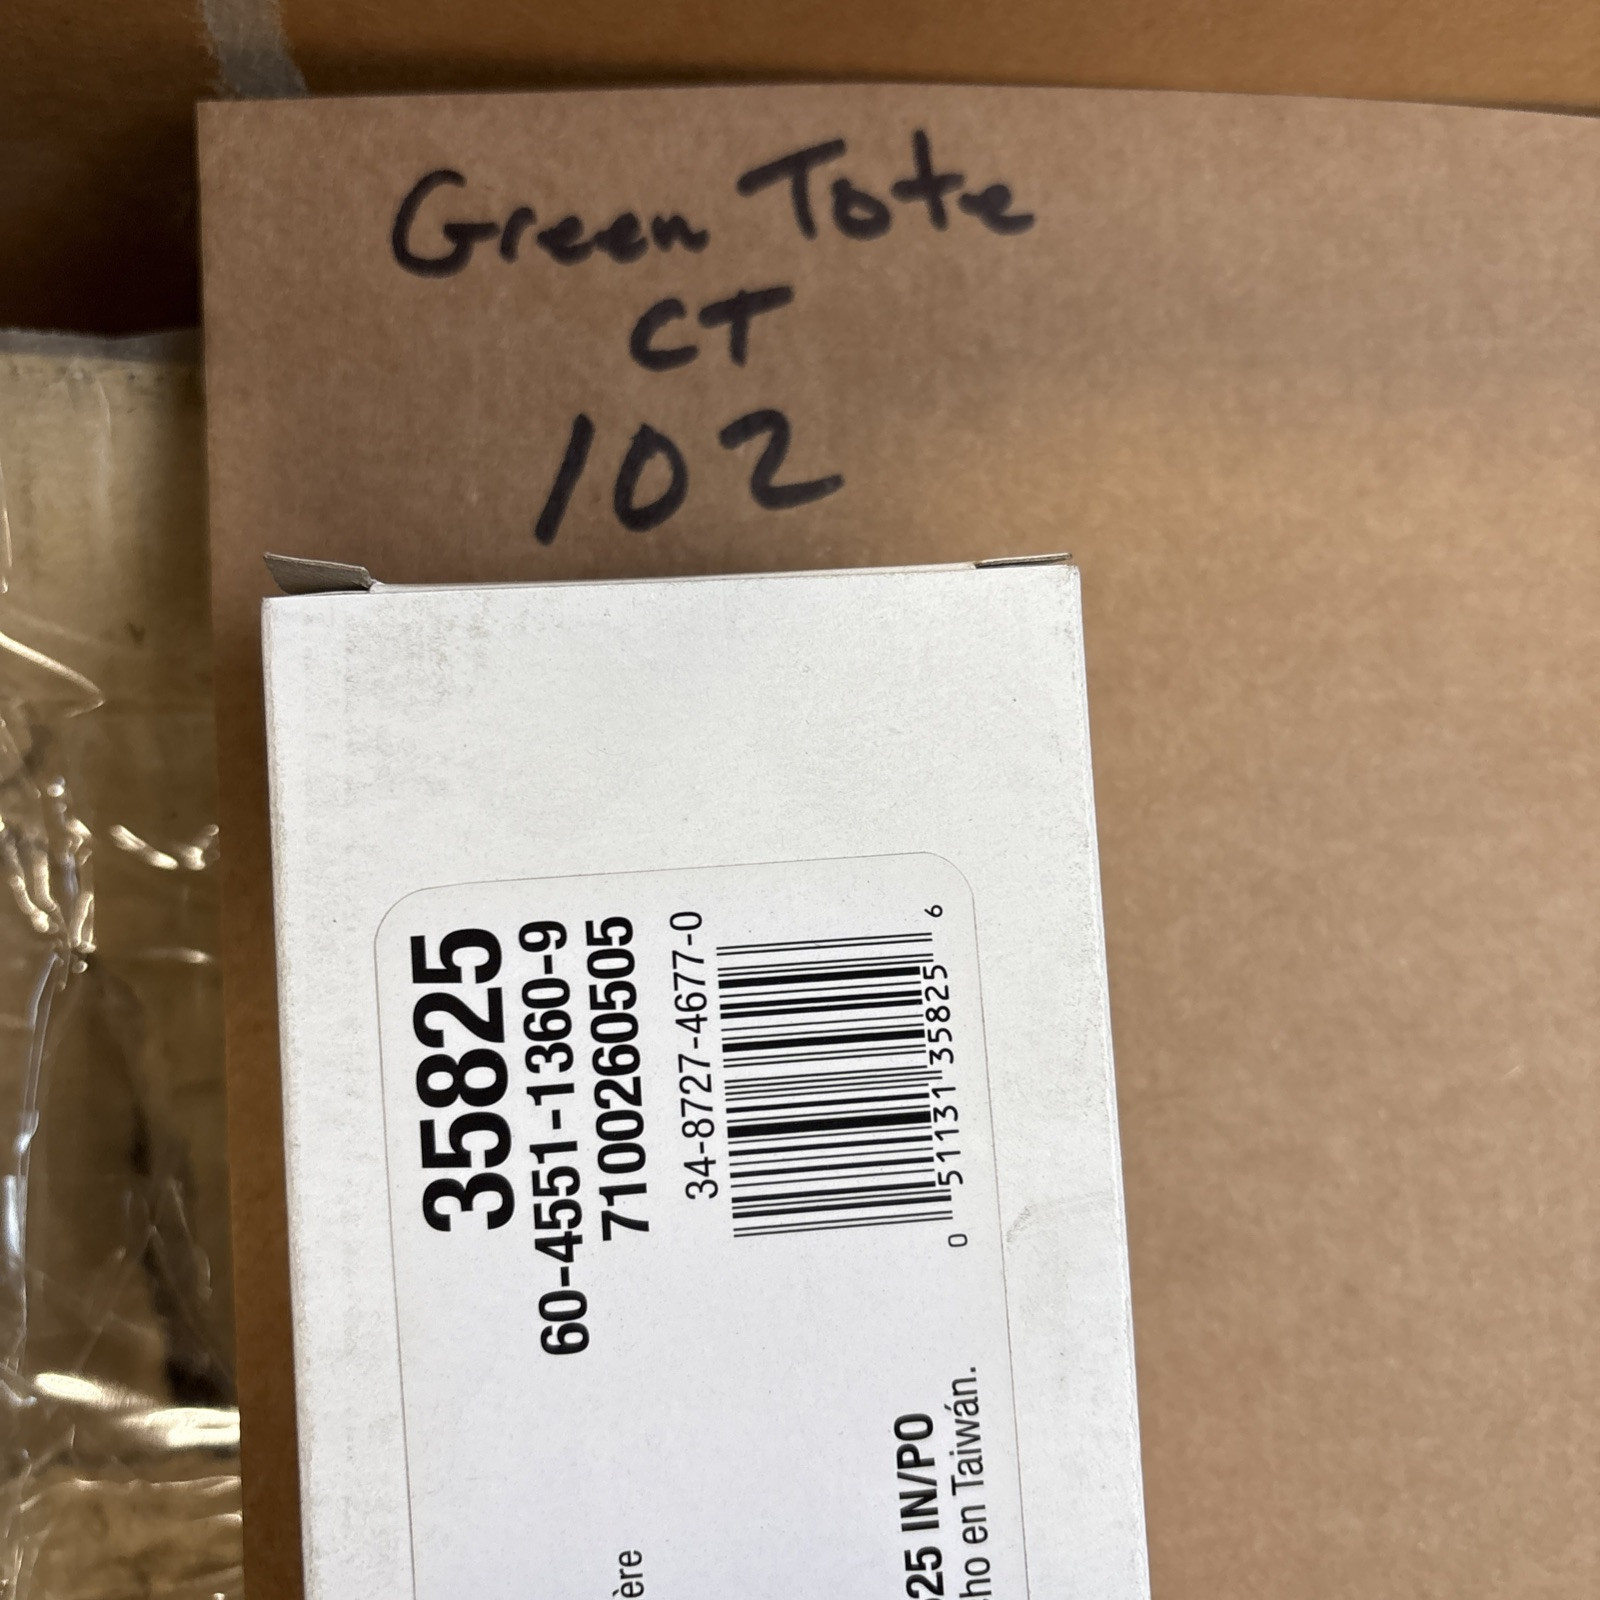 Green Tote
CT
102
35825
60-4551-1360-9
7100260505
34-8727-4677-0
0 51131 35825 6
25 IN/PO
ho en Taiwán.
ère